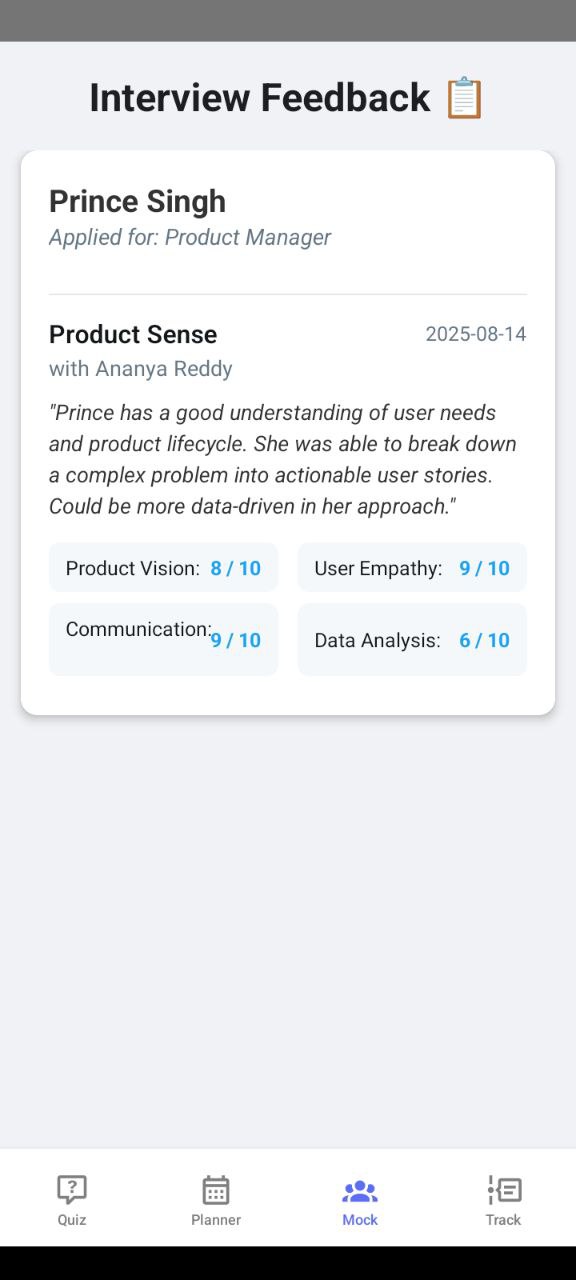 Interview Feedback 📋
Prince Singh
Applied for: Product Manager
Product Sense 2025-08-14
with Ananya Reddy
"Prince has a good understanding of user needs
and product lifecycle. She was able to break down
a complex problem into actionable user stories.
Could be more data-driven in her approach."
Product Vision: 8 / 10 User Empathy: 9 / 10
Communication: 9 / 10 Data Analysis: 6 / 10
Quiz Planner Mock Track